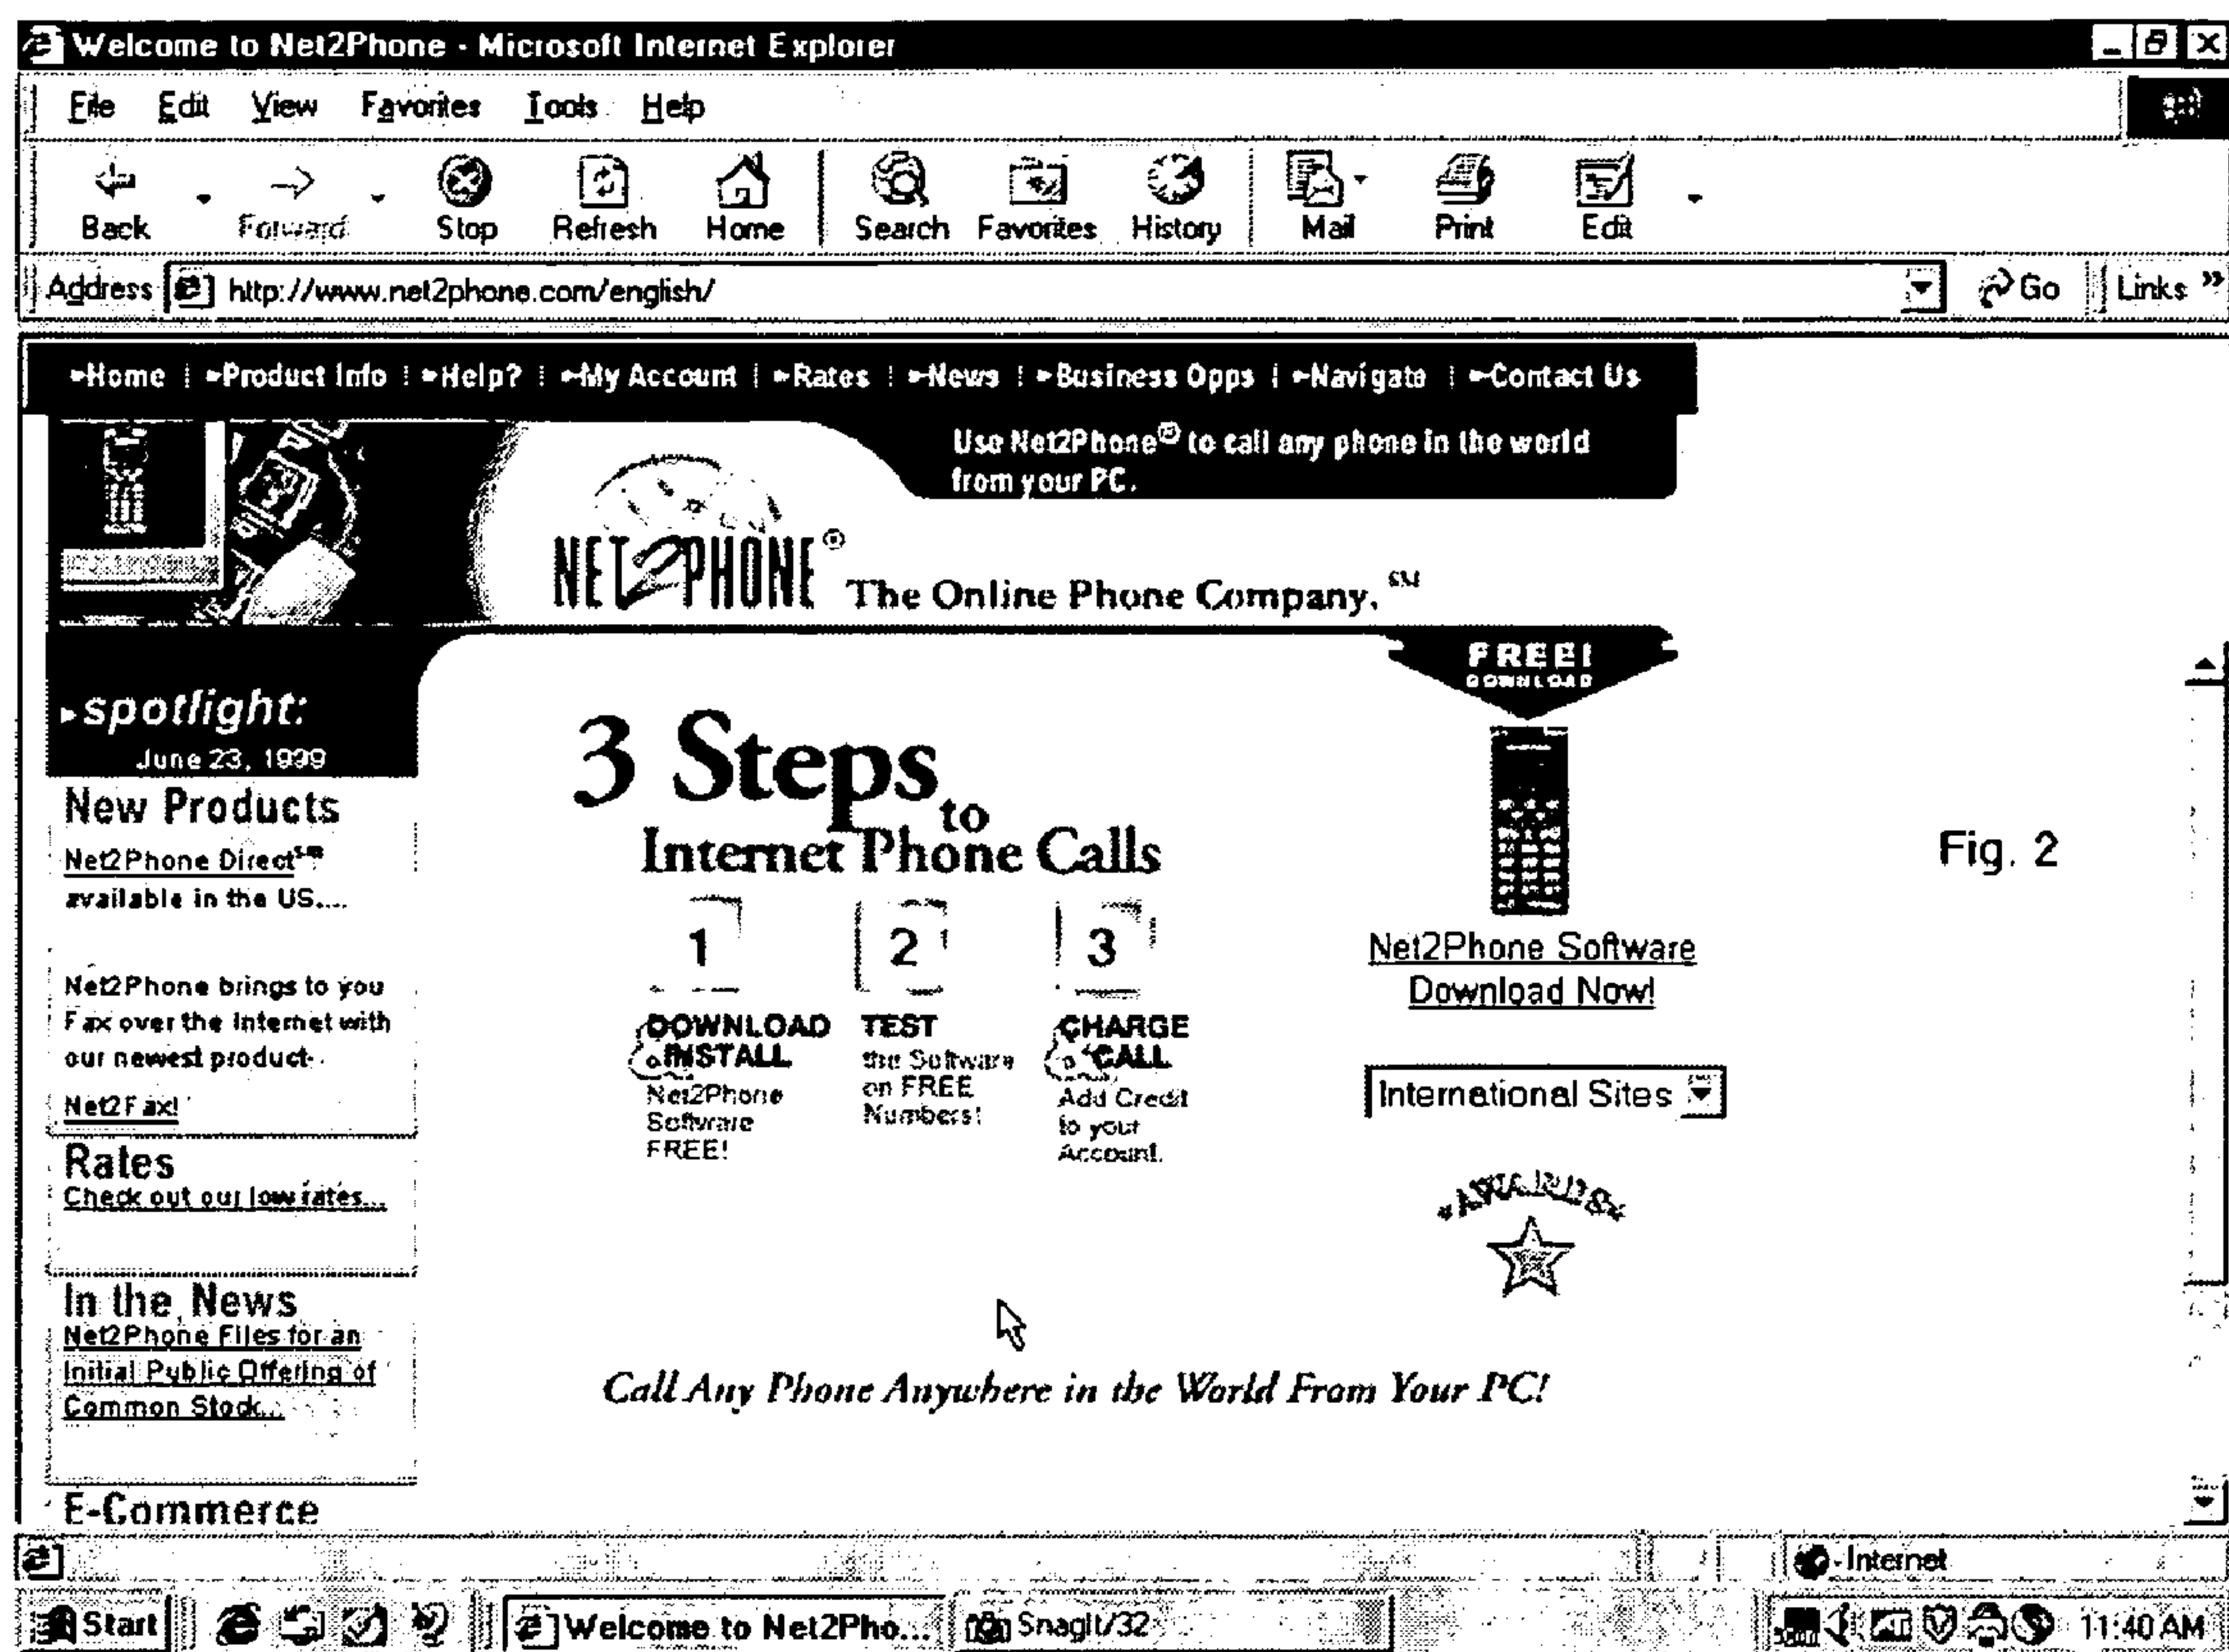 Welcome to Net2Phone - Microsoft Internet Explorer
File Edit View Favorites Tools Help
Back Forward Stop Refresh Home Search Favorites History Mail Print Edit
Address http://www.net2phone.com/english/ Go Links »
Home | Product Info | Help? | My Account | Rates | News | Business Opps | Navigate | Contact Us
Use Net2Phone® to call any phone in the world
from your PC.
NET2PHONE® The Online Phone Company.℠
spotlight:
June 23, 1999
New Products
Net2Phone Direct℠
available in the US....
Net2Phone brings to you
Fax over the Internet with
our newest product-
Net2Fax!
Rates
Check out our low rates...
In the News
Net2Phone Files for an
Initial Public Offering of
Common Stock...
E-Commerce
3 Steps
to
Internet Phone Calls
1 2 3
DOWNLOAD
INSTALL
Net2Phone
Software
FREE!
TEST
the Software
on FREE
Numbers!
CHARGE
CALL
Add Credit
to your
Account.
Call Any Phone Anywhere in the World From Your PC!
FREE!
DOWNLOAD
Net2Phone Software
Download Now!
International Sites
AWARDS
Fig. 2
Internet
Start Welcome to Net2Pho... SnagIt/32 11:40 AM